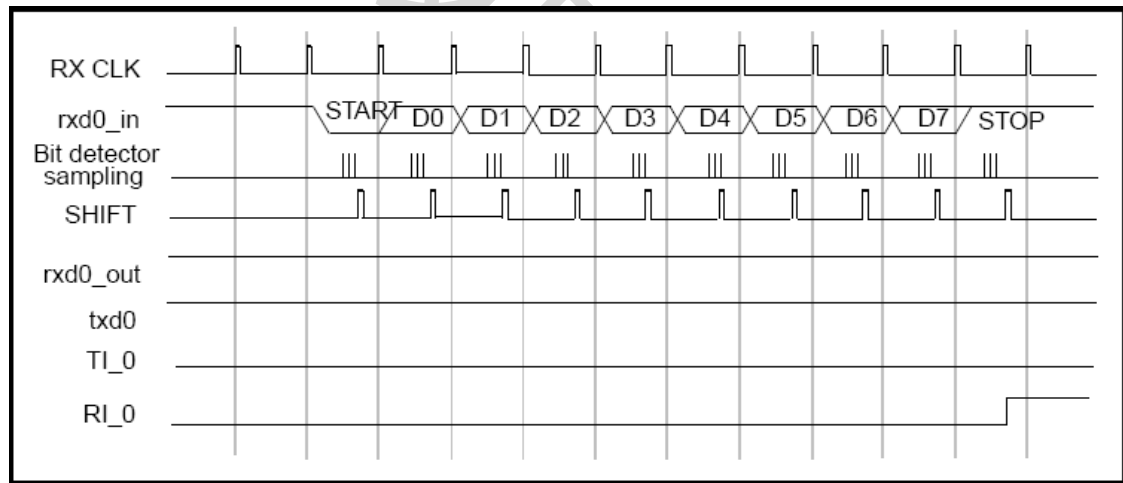 RX CLK
rxd0_in START D0 D1 D2 D3 D4 D5 D6 D7 STOP
Bit detector
sampling
SHIFT
rxd0_out
txd0
TI_0
RI_0